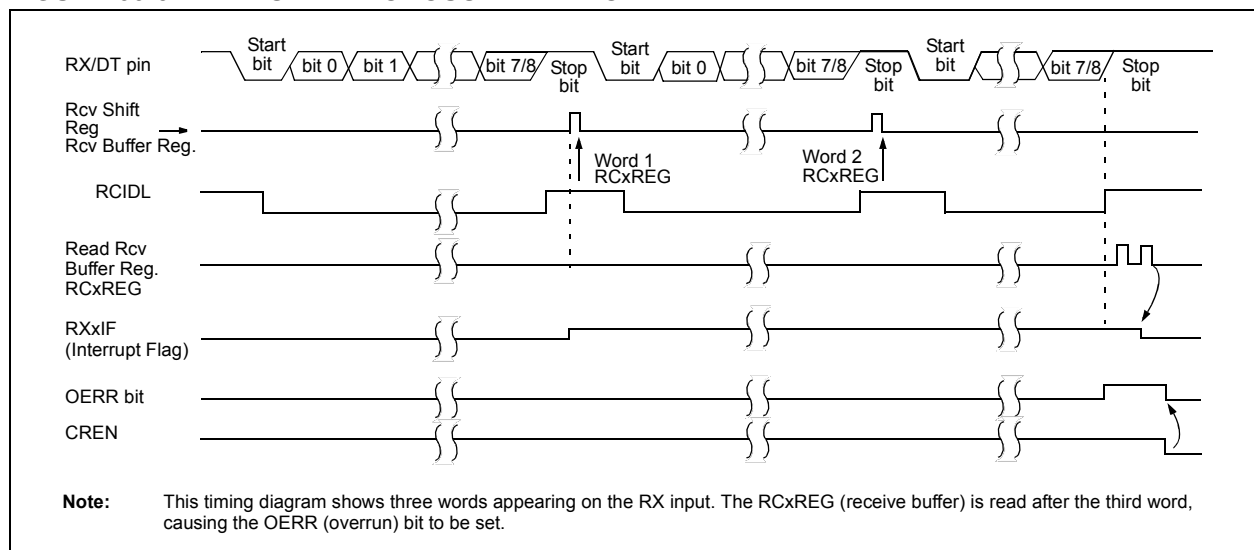 Start
bit
bit 0
bit 1
bit 7/8
Stop
bit
Start
bit
bit 0
bit 7/8
Stop
bit
Start
bit
bit 7/8
Stop
bit
RX/DT pin
Rcv Shift
Reg
Rcv Buffer Reg.
Word 1
RCxREG
Word 2
RCxREG
RCIDL
Read Rcv
Buffer Reg.
RCxREG
RXxIF
(Interrupt Flag)
OERR bit
CREN
Note: This timing diagram shows three words appearing on the RX input. The RCxREG (receive buffer) is read after the third word,
causing the OERR (overrun) bit to be set.